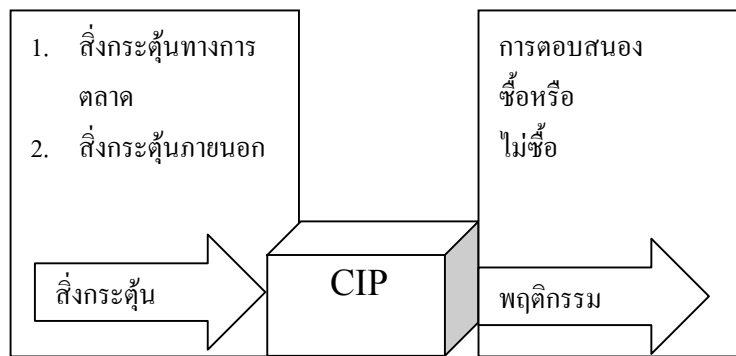 1. สิ่งกระตุ้นทางการ
ตลาด
2. สิ่งกระตุ้นภายนอก
สิ่งกระตุ้น
CIP
การตอบสนอง
ซื้อหรือ
ไม่ซื้อ
พฤติกรรม